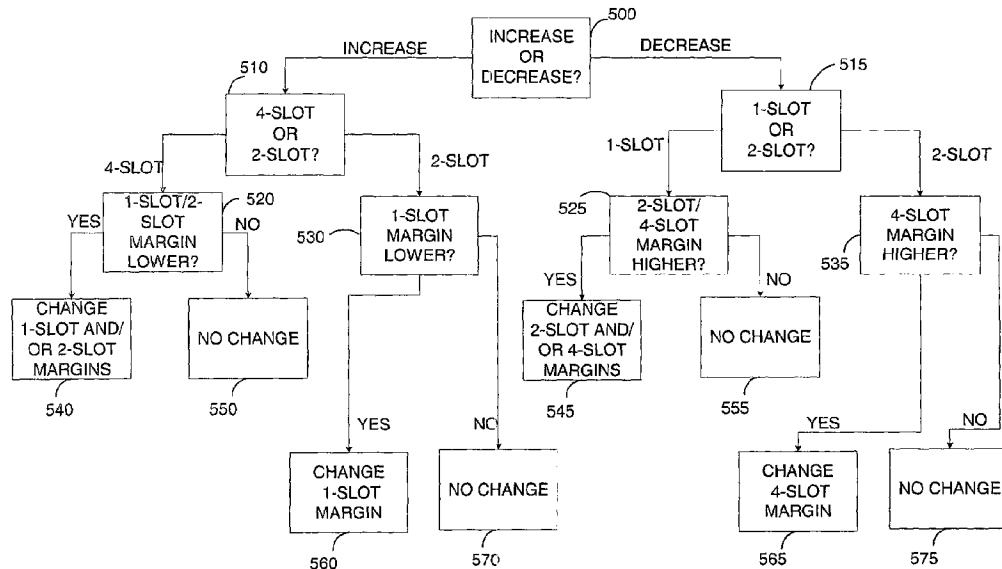 500
INCREASE
OR
DECREASE?
INCREASE
DECREASE
510
4-SLOT
OR
2-SLOT?
515
1-SLOT
OR
2-SLOT?
4-SLOT
2-SLOT
1-SLOT
2-SLOT
YES
1-SLOT/2-
SLOT
MARGIN
LOWER?
520
NO
530
1-SLOT
MARGIN
LOWER?
525
2-SLOT/
4-SLOT
MARGIN
HIGHER?
535
4-SLOT
MARGIN
HIGHER?
YES
NO
CHANGE
1-SLOT AND/
OR 2-SLOT
MARGINS
540
NO CHANGE
550
CHANGE
2-SLOT AND/
OR 4-SLOT
MARGINS
545
NO CHANGE
555
YES
NO
YES
NO
CHANGE
1-SLOT
MARGIN
560
NO CHANGE
570
CHANGE
4-SLOT
MARGIN
565
NO CHANGE
575